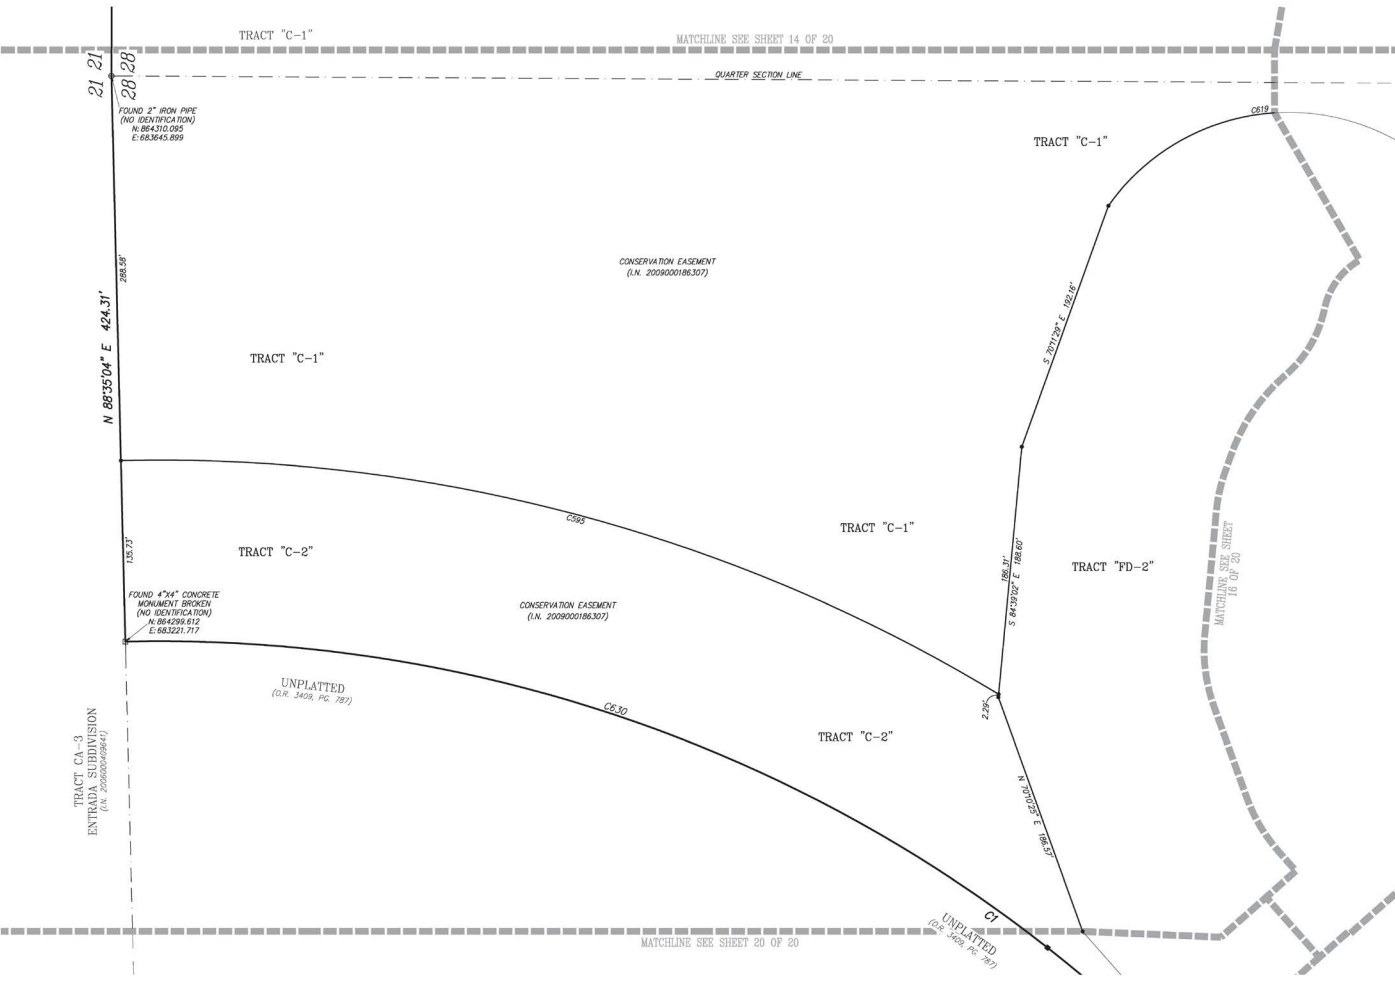 TRACT "C-1"
MATCHLINE SEE SHEET 14 OF 20
21 21
28 28
QUARTER SECTION LINE
FOUND 2" IRON PIPE
(NO IDENTIFICATION)
N: 864310.095
E: 683645.899
C619
TRACT "C-1"
CONSERVATION EASEMENT
(I.N. 2009000186307)
288.58'
N 88°35'04" E 424.31'
S 70°11'29" E 192.16'
TRACT "C-1"
C595
TRACT "C-1"
TRACT "C-2"
135.73'
FOUND 4"X4" CONCRETE
MONUMENT BROKEN
(NO IDENTIFICATION)
N: 864299.612
E: 683221.717
CONSERVATION EASEMENT
(I.N. 2009000186307)
186.31'
S 84°39'02" E 188.60'
TRACT "FD-2"
MATCHLINE SEE SHEET
16 OF 20
UNPLATTED
(O.R. 3409, PG. 787)
C630
2.29'
TRACT "C-2"
N 70°10'25" E 186.57'
TRACT CA-3
ENTRADA SUBDIVISION
(I.N. 2006000409641)
C1
UNPLATTED
(O.R. 3409, PG. 787)
MATCHLINE SEE SHEET 20 OF 20